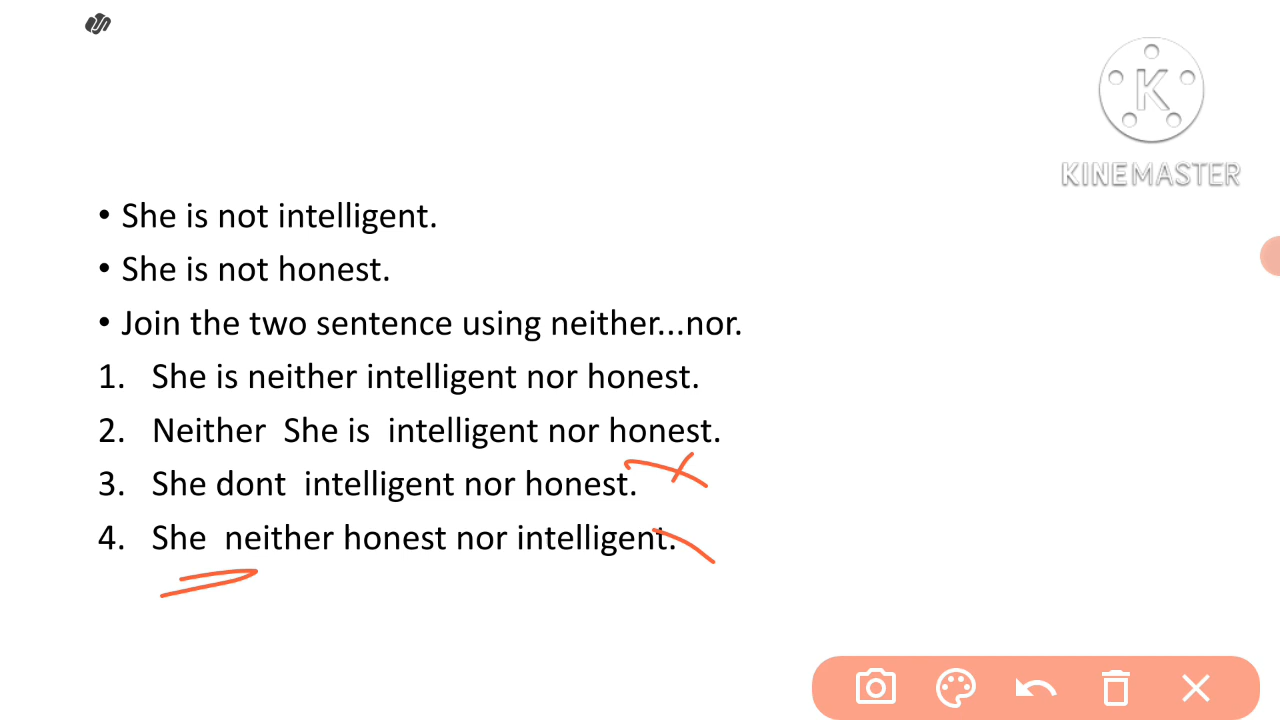 K
KINEMASTER
• She is not intelligent.
• She is not honest.
• Join the two sentence using neither...nor.
1. She is neither intelligent nor honest.
2. Neither She is intelligent nor honest.
3. She dont intelligent nor honest.
4. She neither honest nor intelligent.